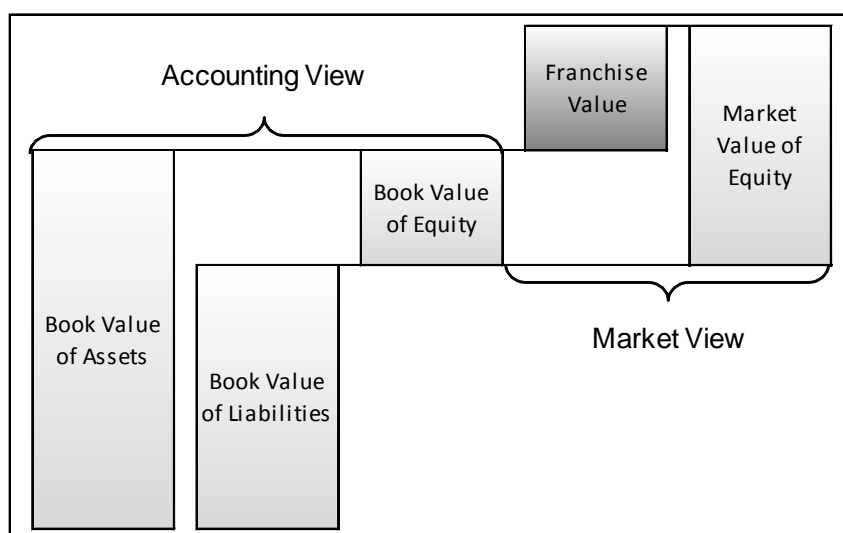 Accounting View
Franchise
Value
Market
Value of
Equity
Book Value
of Equity
Book Value
of Assets
Book Value
of Liabilities
Market View